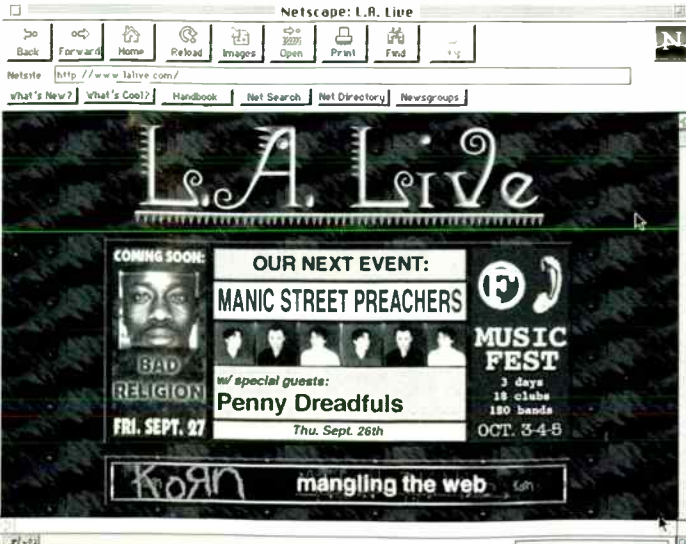 Netscape: L.A. Live
Back Forward Home Reload Images Open Print Find
Netsite http://www.lalive.com/
What's New? What's Cool? Handbook Net Search Net Directory Newsgroups
L.A. Live
COMING SOON:
BAD
RELIGION
FRI. SEPT. 27
OUR NEXT EVENT:
MANIC STREET PREACHERS
w/ special guests:
Penny Dreadfuls
Thu. Sept. 26th
MUSIC
FEST
3 days
18 clubs
180 bands
OCT. 3-4-5
KoRn mangling the web